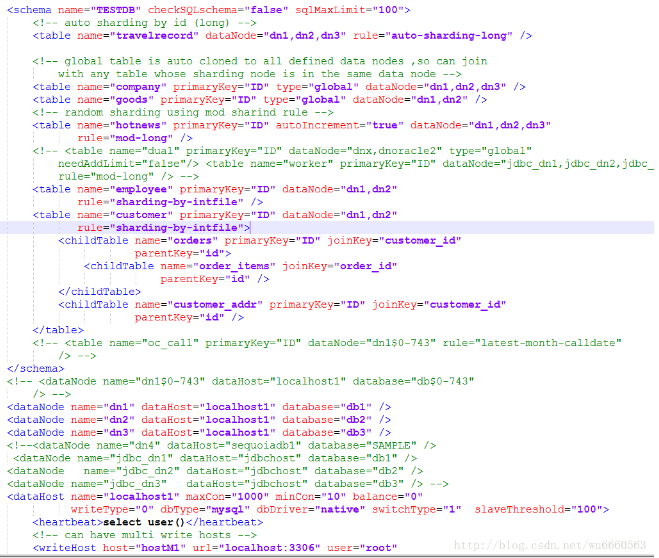 <schema name="TESTDB" checkSQLschema="false" sqlMaxLimit="100">
<!-- auto sharding by id (long) -->
<table name="travelrecord" dataNode="dn1,dn2,dn3" rule="auto-sharding-long" />
<!-- global table is auto cloned to all defined data nodes ,so can join
with any table whose sharding node is in the same data node -->
<table name="company" primaryKey="ID" type="global" dataNode="dn1,dn2,dn3" />
<table name="goods" primaryKey="ID" type="global" dataNode="dn1,dn2" />
<!-- random sharding using mod sharind rule -->
<table name="hotnews" primaryKey="ID" autoIncrement="true" dataNode="dn1,dn2,dn3"
rule="mod-long" />
<!-- <table name="dual" primaryKey="ID" dataNode="dnx,dnoracle2" type="global"
needAddLimit="false"/> <table name="worker" primaryKey="ID" dataNode="jdbc_dn1,jdbc_dn2,jdbc_
rule="mod-long" /> -->
<table name="employee" primaryKey="ID" dataNode="dn1,dn2"
rule="sharding-by-intfile" />
<table name="customer" primaryKey="ID" dataNode="dn1,dn2"
rule="sharding-by-intfile">
<childTable name="orders" primaryKey="ID" joinKey="customer_id"
parentKey="id">
<childTable name="order_items" joinKey="order_id"
parentKey="id" />
</childTable>
<childTable name="customer_addr" primaryKey="ID" joinKey="customer_id"
parentKey="id" />
</table>
<!-- <table name="oc_call" primaryKey="ID" dataNode="dn1$0-743" rule="latest-month-calldate"
/> -->
</schema>
<!-- <dataNode name="dn1$0-743" dataHost="localhost1" database="db$0-743"
/> -->
<dataNode name="dn1" dataHost="localhost1" database="db1" />
<dataNode name="dn2" dataHost="localhost1" database="db2" />
<dataNode name="dn3" dataHost="localhost1" database="db3" />
<!--<dataNode name="dn4" dataHost="sequoiadb1" database="SAMPLE" />
<dataNode name="jdbc_dn1" dataHost="jdbchost" database="db1" />
<dataNode name="jdbc_dn2" dataHost="jdbchost" database="db2" />
<dataNode name="jdbc_dn3" dataHost="jdbchost" database="db3" /> -->
<dataHost name="localhost1" maxCon="1000" minCon="10" balance="0"
writeType="0" dbType="mysql" dbDriver="native" switchType="1" slaveThreshold="100">
<heartbeat>select user()</heartbeat>
<!-- can have multi write hosts -->
<writeHost host="hostM1" url="localhost:3306" user="root"
http://blog.csdn.net/wu6660563